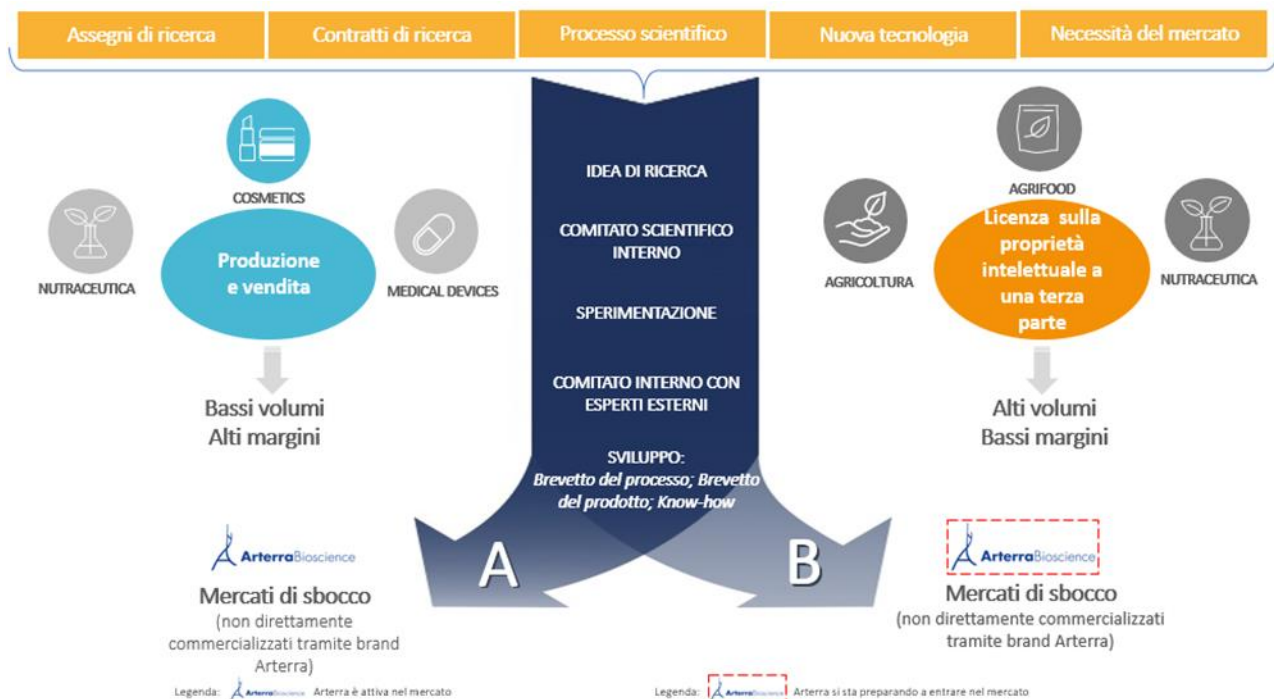 Assegni di ricerca
Contratti di ricerca
Processo scientifico
Nuova tecnologia
Necessità del mercato
COSMETICS
NUTRACEUTICA
Produzione
e vendita
MEDICAL DEVICES
Bassi volumi
Alti margini
IDEA DI RICERCA
COMITATO SCIENTIFICO
INTERNO
SPERIMENTAZIONE
COMITATO INTERNO CON
ESPERTI ESTERNI
SVILUPPO:
Brevetto del processo; Brevetto
del prodotto; Know-how
A
B
AGRIFOOD
AGRICOLTURA
Licenza sulla
proprietà
intelettuale a
una terza
parte
NUTRACEUTICA
Alti volumi
Bassi margini
ArterraBioscience
Mercati di sbocco
(non direttamente
commercializzati tramite brand
Arterra)
Legenda: ArterraBioscience Arterra è attiva nel mercato
ArterraBioscience
Mercati di sbocco
(non direttamente commercializzati
tramite brand Arterra)
Legenda: ArterraBioscience Arterra si sta preparando a entrare nel mercato